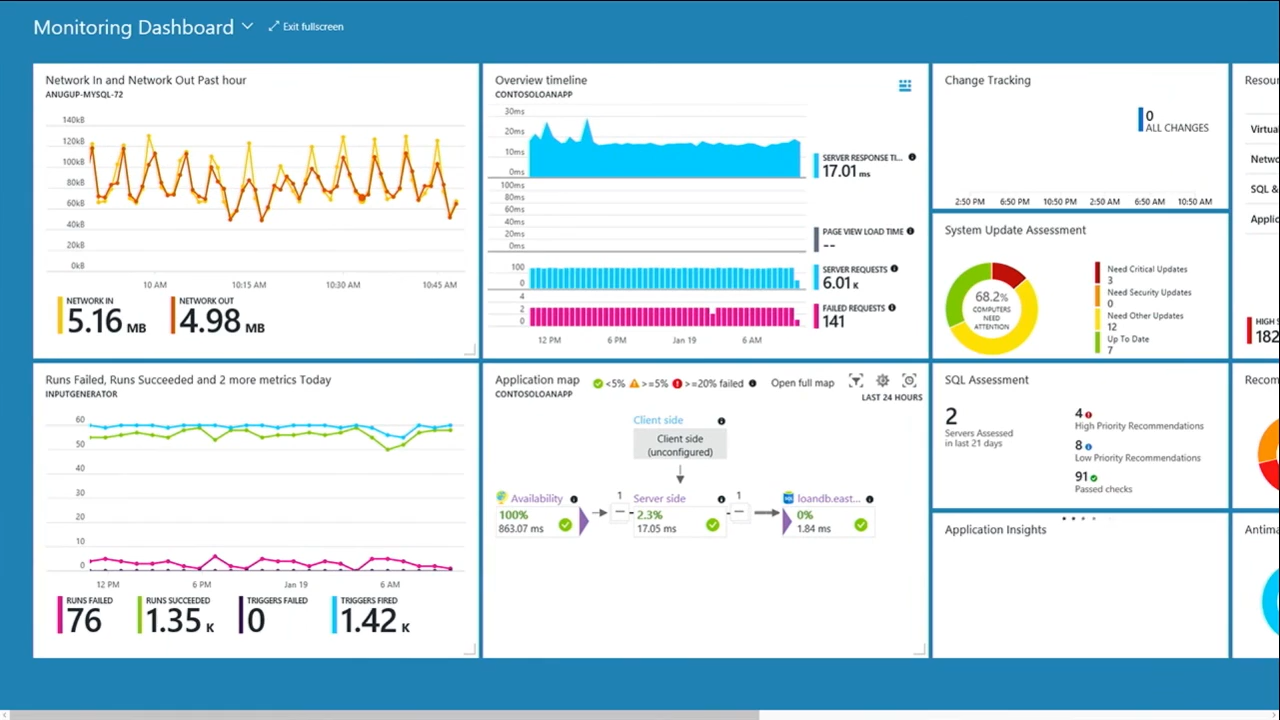 Monitoring Dashboard
Exit fullscreen
Network In and Network Out Past hour
ANUGUP-MYSQL-72
140kB
120kB
100kB
80kB
60kB
40kB
20kB
0kB
10 AM 10:15 AM 10:30 AM 10:45 AM
NETWORK IN
5.16 MB
NETWORK OUT
4.98 MB
Overview timeline
CONTOSOLOANAPP
30ms
20ms
10ms
0ms
SERVER RESPONSE TI...
17.01 ms
100ms
80ms
60ms
40ms
20ms
0ms
PAGE VIEW LOAD TIME
--
100
0
SERVER REQUESTS
6.01 K
4
2
0
FAILED REQUESTS
141
12 PM 6 PM Jan 19 6 AM
Change Tracking
0
ALL CHANGES
2:50 PM 6:50 PM 10:50 PM 2:50 AM 6:50 AM 10:50 AM
System Update Assessment
68.2%
COMPUTERS
NEED
ATTENTION
Need Critical Updates
3
Need Security Updates
0
Need Other Updates
12
Up To Date
7
Resour
Virtua
Netwo
SQL &
Applic
HIGH S
182
Runs Failed, Runs Succeeded and 2 more metrics Today
INPUTGENERATOR
60
50
40
30
20
10
0
12 PM 6 PM Jan 19 6 AM
RUNS FAILED
76
RUNS SUCCEEDED
1.35 K
TRIGGERS FAILED
0
TRIGGERS FIRED
1.42 K
Application map
CONTOSOLOANAPP
<5% >=5% >=20% failed
Open full map
LAST 24 HOURS
Client side
Client side
(unconfigured)
Availability
100%
863.07 ms
1
Server side
2.3%
17.05 ms
1
loandb.east...
0%
1.84 ms
SQL Assessment
2
Servers Assessed
in last 21 days
4
High Priority Recommendations
8
Low Priority Recommendations
91
Passed checks
Application Insights
Recom
Antima